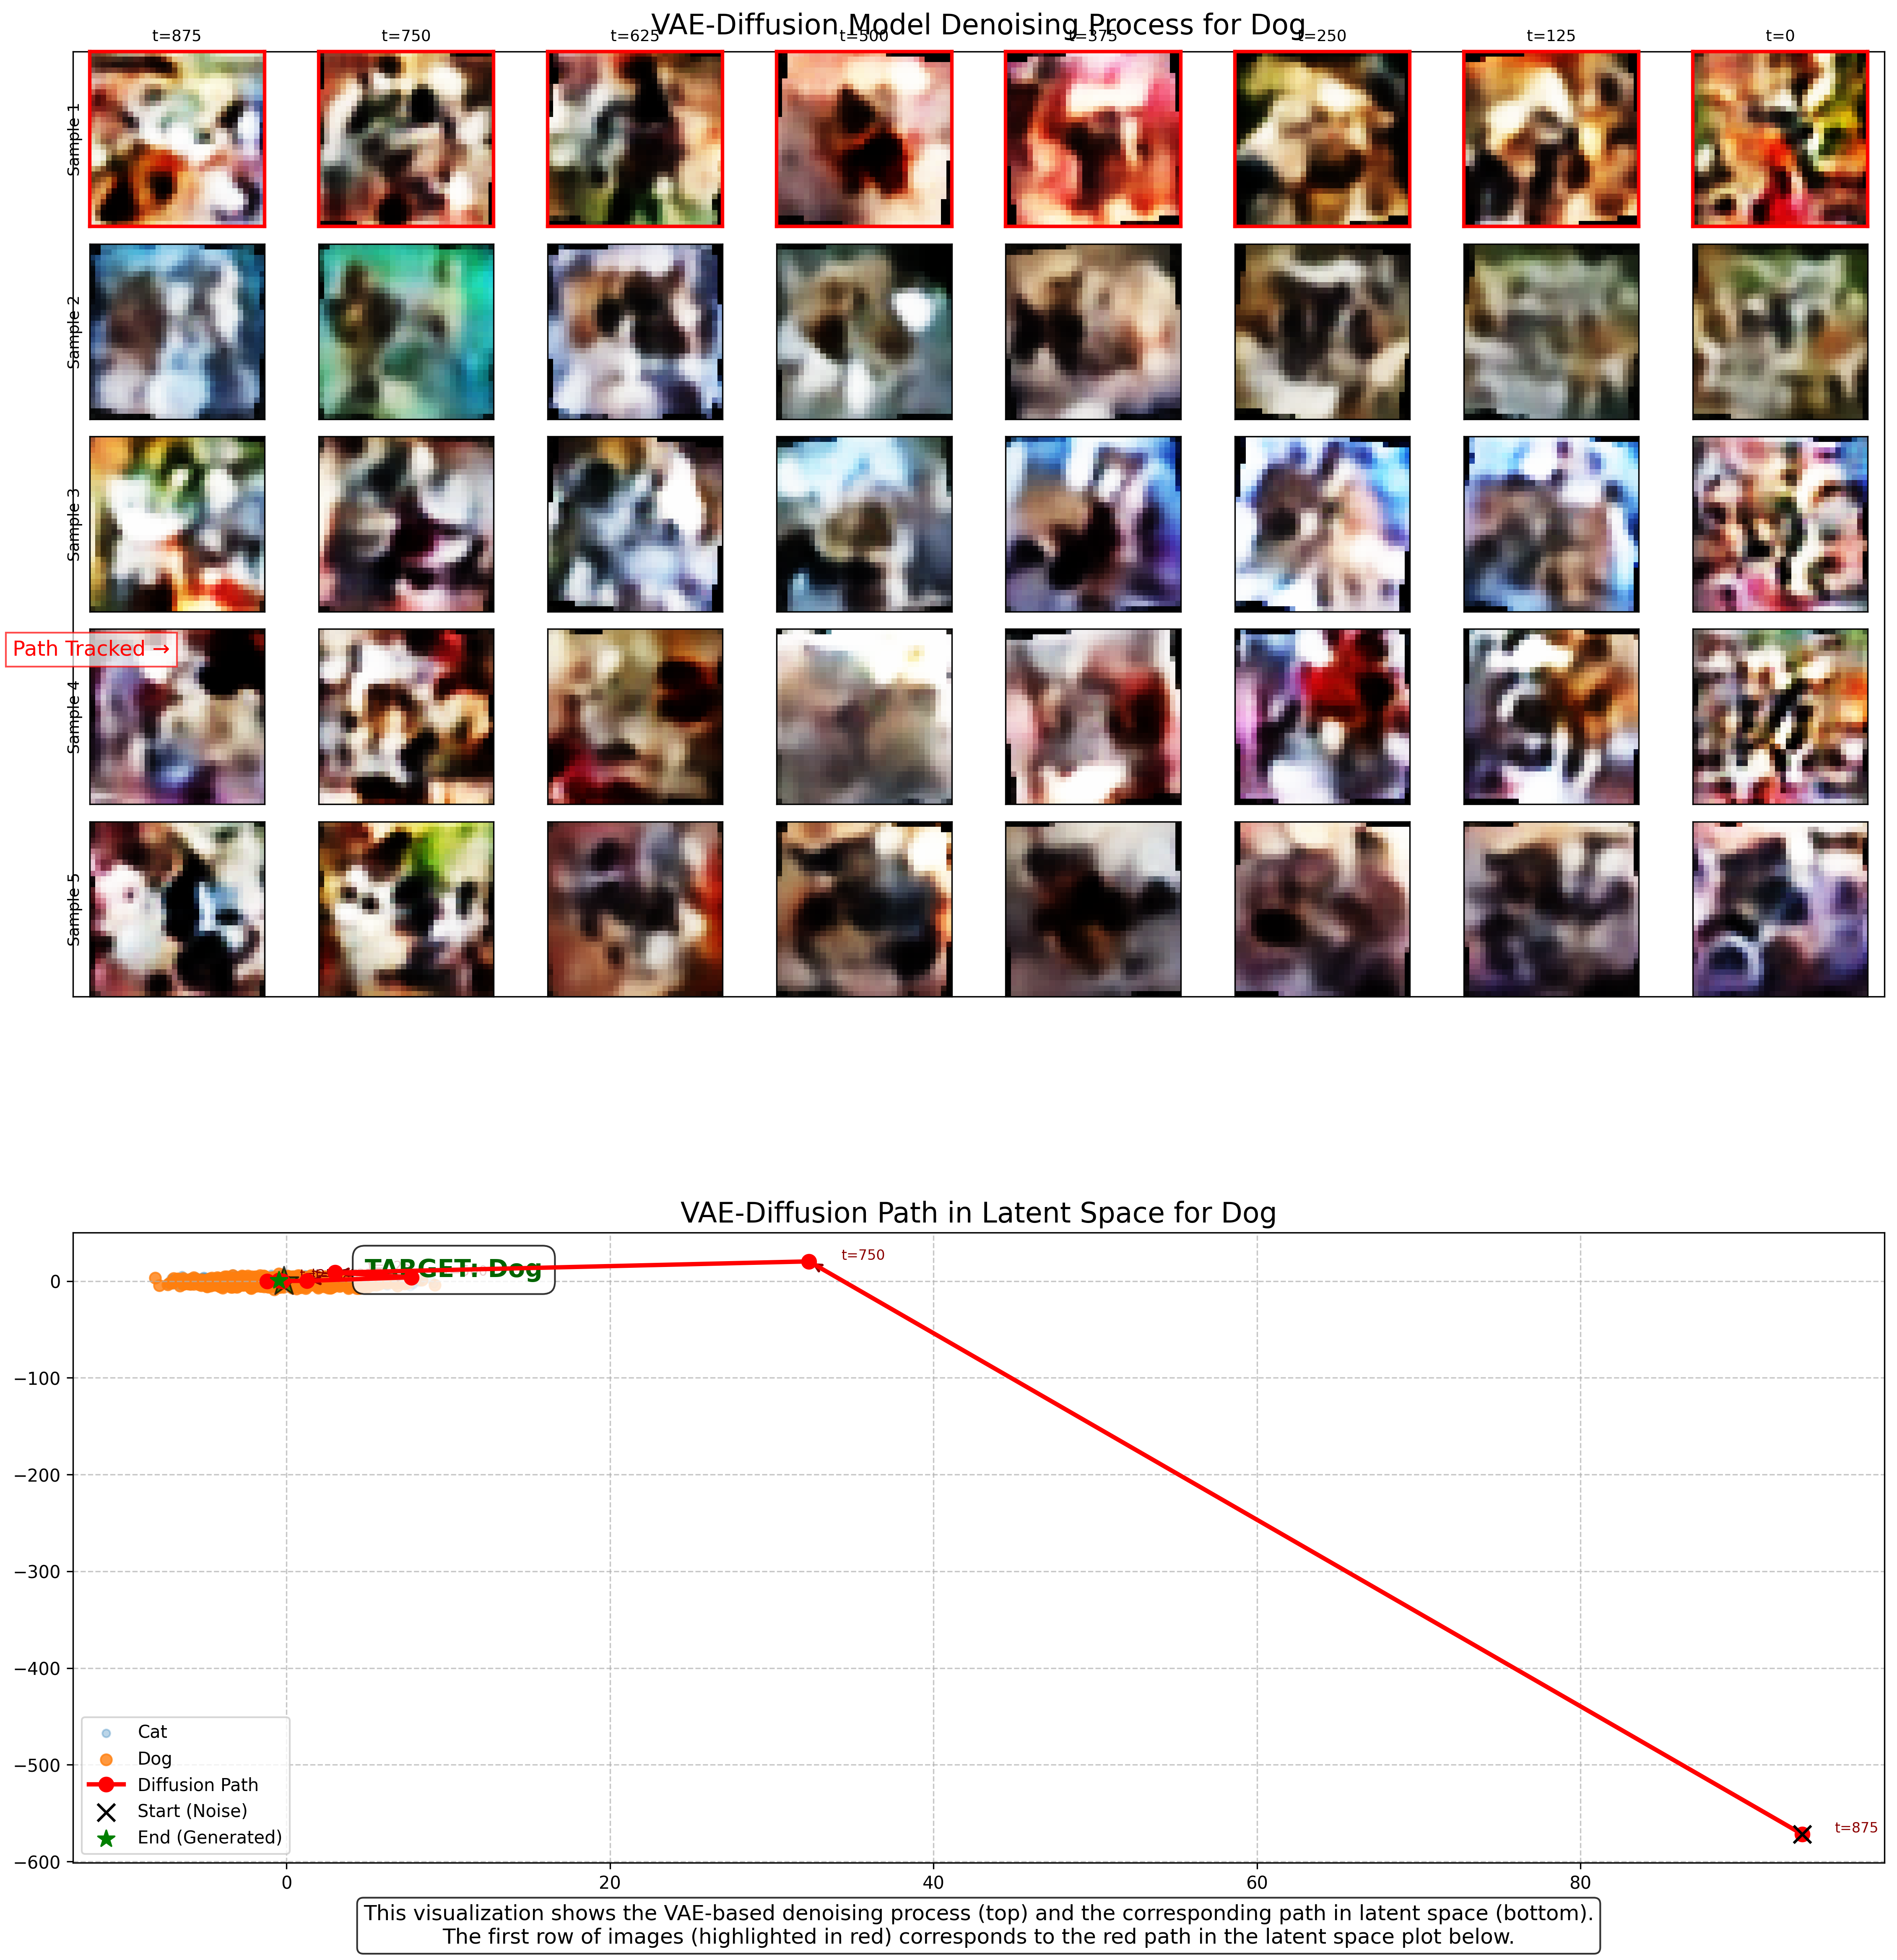 VAE-Diffusion Model Denoising Process for Dog
t=875
t=750
t=625
t=500
t=375
t=250
t=125
t=0
Sample 1
Sample 2
Sample 3
Path Tracked →
Sample 4
Sample 5
VAE-Diffusion Path in Latent Space for Dog
TARGET: Dog
t=750
t=875
0
−100
−200
−300
−400
−500
−600
Cat
Dog
Diffusion Path
Start (Noise)
End (Generated)
0
20
40
60
80
This visualization shows the VAE-based denoising process (top) and the corresponding path in latent space (bottom).
The first row of images (highlighted in red) corresponds to the red path in the latent space plot below.